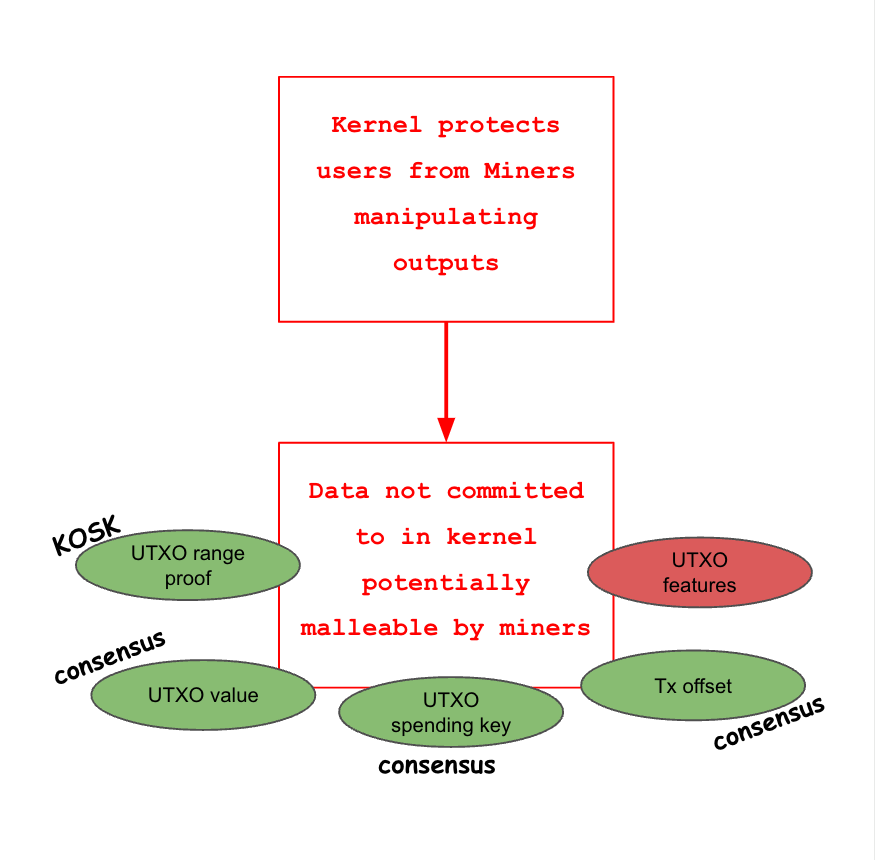 Kernel protects
users from Miners
manipulating
outputs
Data not committed
to in kernel
potentially
malleable by miners
KOSK
UTXO range
proof
UTXO
features
consensus
UTXO value
UTXO
spending key
consensus
Tx offset
consensus